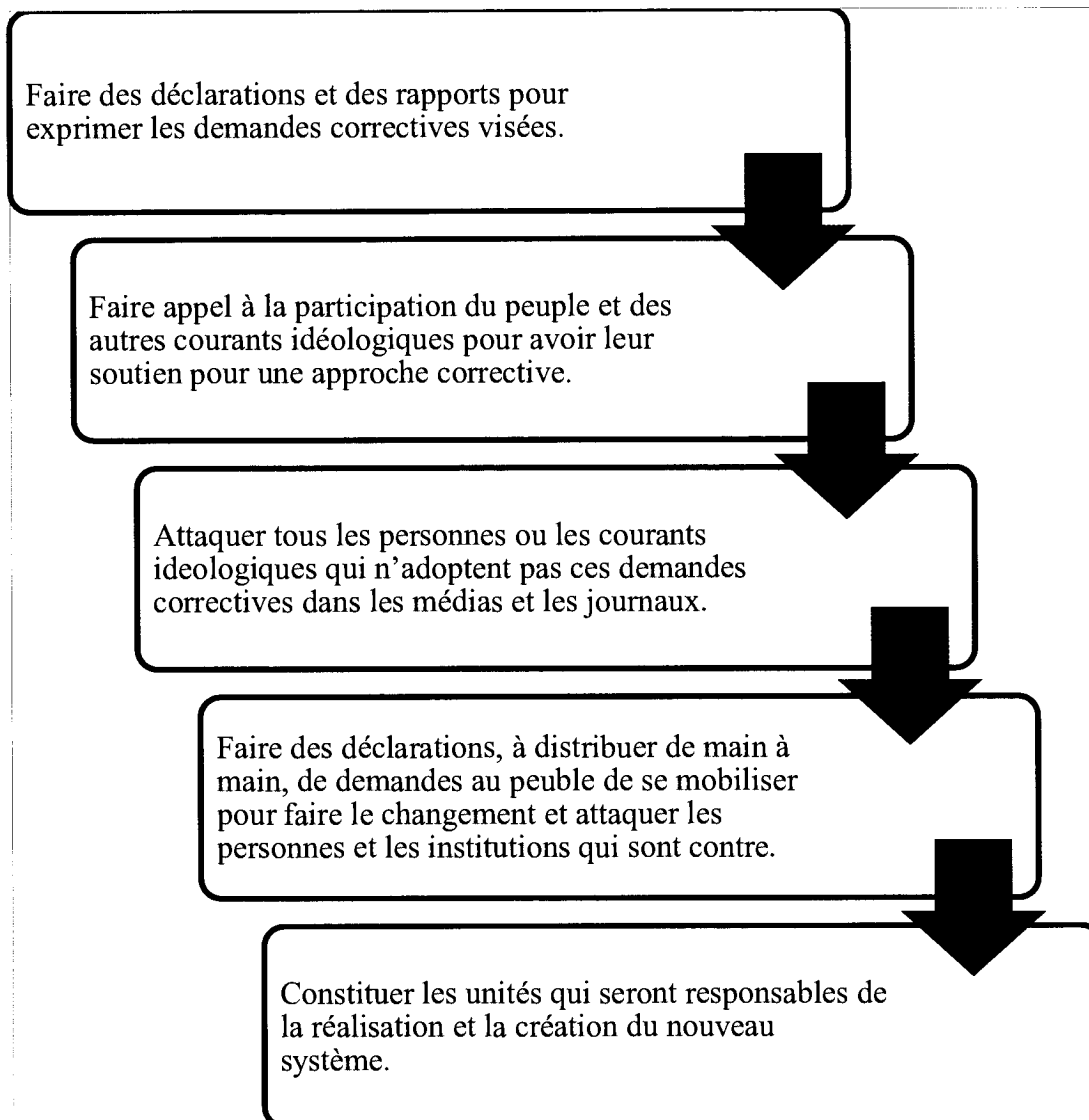 Faire des déclarations et des rapports pour
exprimer les demandes correctives visées.
Faire appel à la participation du peuple et des
autres courants idéologiques pour avoir leur
soutien pour une approche corrective.
Attaquer tous les personnes ou les courants
ideologiques qui n'adoptent pas ces demandes
correctives dans les médias et les journaux.
Faire des déclarations, à distribuer de main à
main, de demandes au peuble de se mobiliser
pour faire le changement et attaquer les
personnes et les institutions qui sont contre.
Constituer les unités qui seront responsables de
la réalisation et la création du nouveau
système.